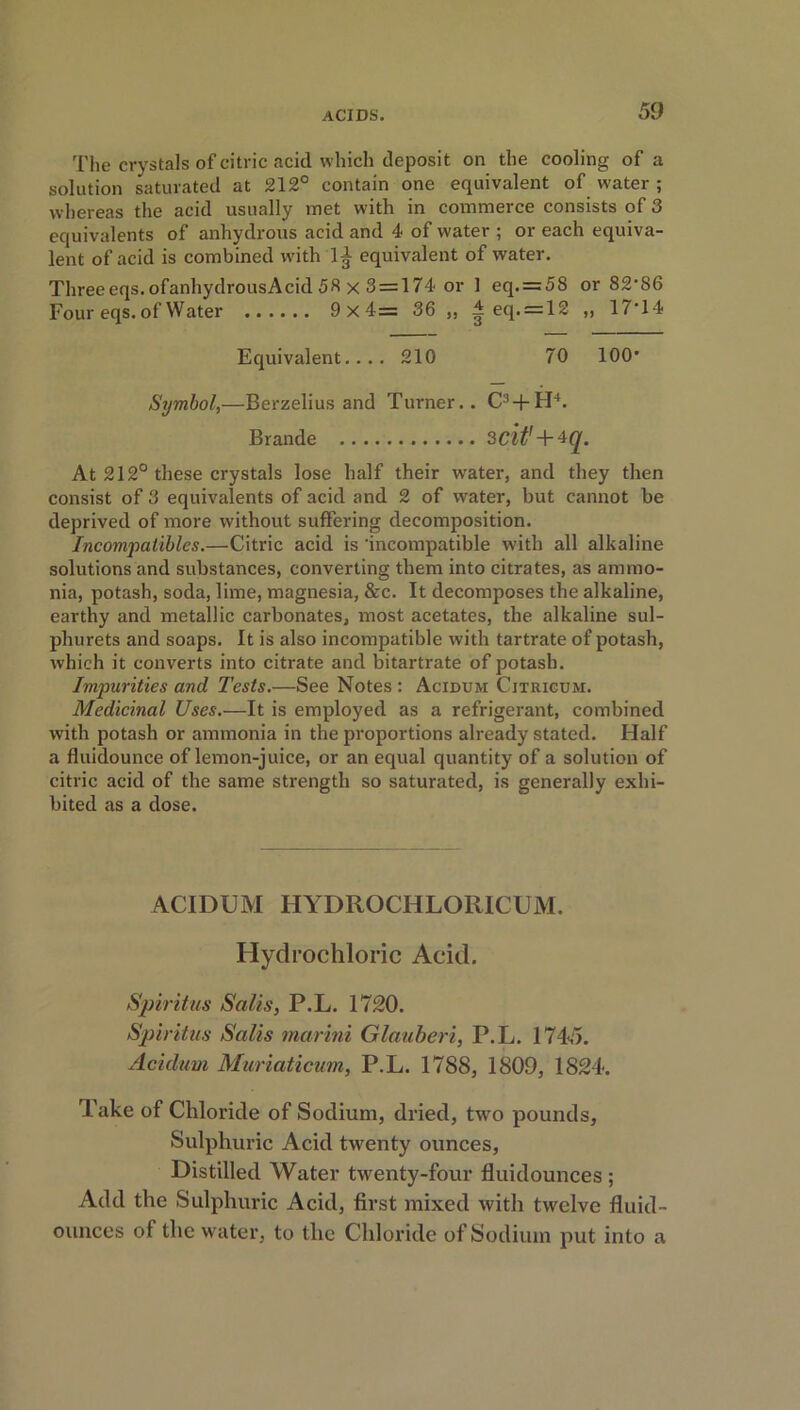 ACIDS. 59
The crystals of citric acid which deposit on the cooling of a
solution saturated at 212° contain one equivalent of water ;
whereas the acid usually met with in commerce consists of 3
equivalents of anhydrous acid and 4 of water ; or each equiva-
lent of acid is combined with 1⅓ equivalent of water.
Three eqs. of anhydrous Acid 58 x 3=174 or 1 eq.=58 or 82·86
Four eqs. of Water ...... 9 x 4= 36 „ 4/3 eq.=12 „ 17·14
Equivalent.... 210 70 100·
Symbol,—Berzelius and Turner.. C̅³+Ḣ⁴.
Brande ............. 3cit'+4q.
At 212° these crystals lose half their water, and they then
consist of 3 equivalents of acid and 2 of water, but cannot be
deprived of more without suffering decomposition.
Incompatibles.—Citric acid is incompatible with all alkaline
solutions and substances, converting them into citrates, as ammo-
nia, potash, soda, lime, magnesia, &c. It decomposes the alkaline,
earthy and metallic carbonates, most acetates, the alkaline sul-
phurets and soaps. It is also incompatible with tartrate of potash,
which it converts into citrate and bitartrate of potash.
Impurities and Tests.—See Notes : Acidum Citricum.
Medicinal Uses.—It is employed as a refrigerant, combined
with potash or ammonia in the proportions already stated. Half
a fluidounce of lemon-juice, or an equal quantity of a solution of
citric acid of the same strength so saturated, is generally exhi-
bited as a dose.
ACIDUM HYDROCHLORICUM.
Hydrochloric Acid.
Spiritus Salis, P.L. 1720.
Spiritus Salis marini Glauberi, P.L. 1745.
Acidum Muriaticum, P.L. 1788, 1809, 1824.
Take of Chloride of Sodium, dried, two pounds,
Sulphuric Acid twenty ounces,
Distilled Water twenty-four fluidounces ;
Add the Sulphuric Acid, first mixed with twelve fluid-
ounces of the water, to the Chloride of Sodium put into a